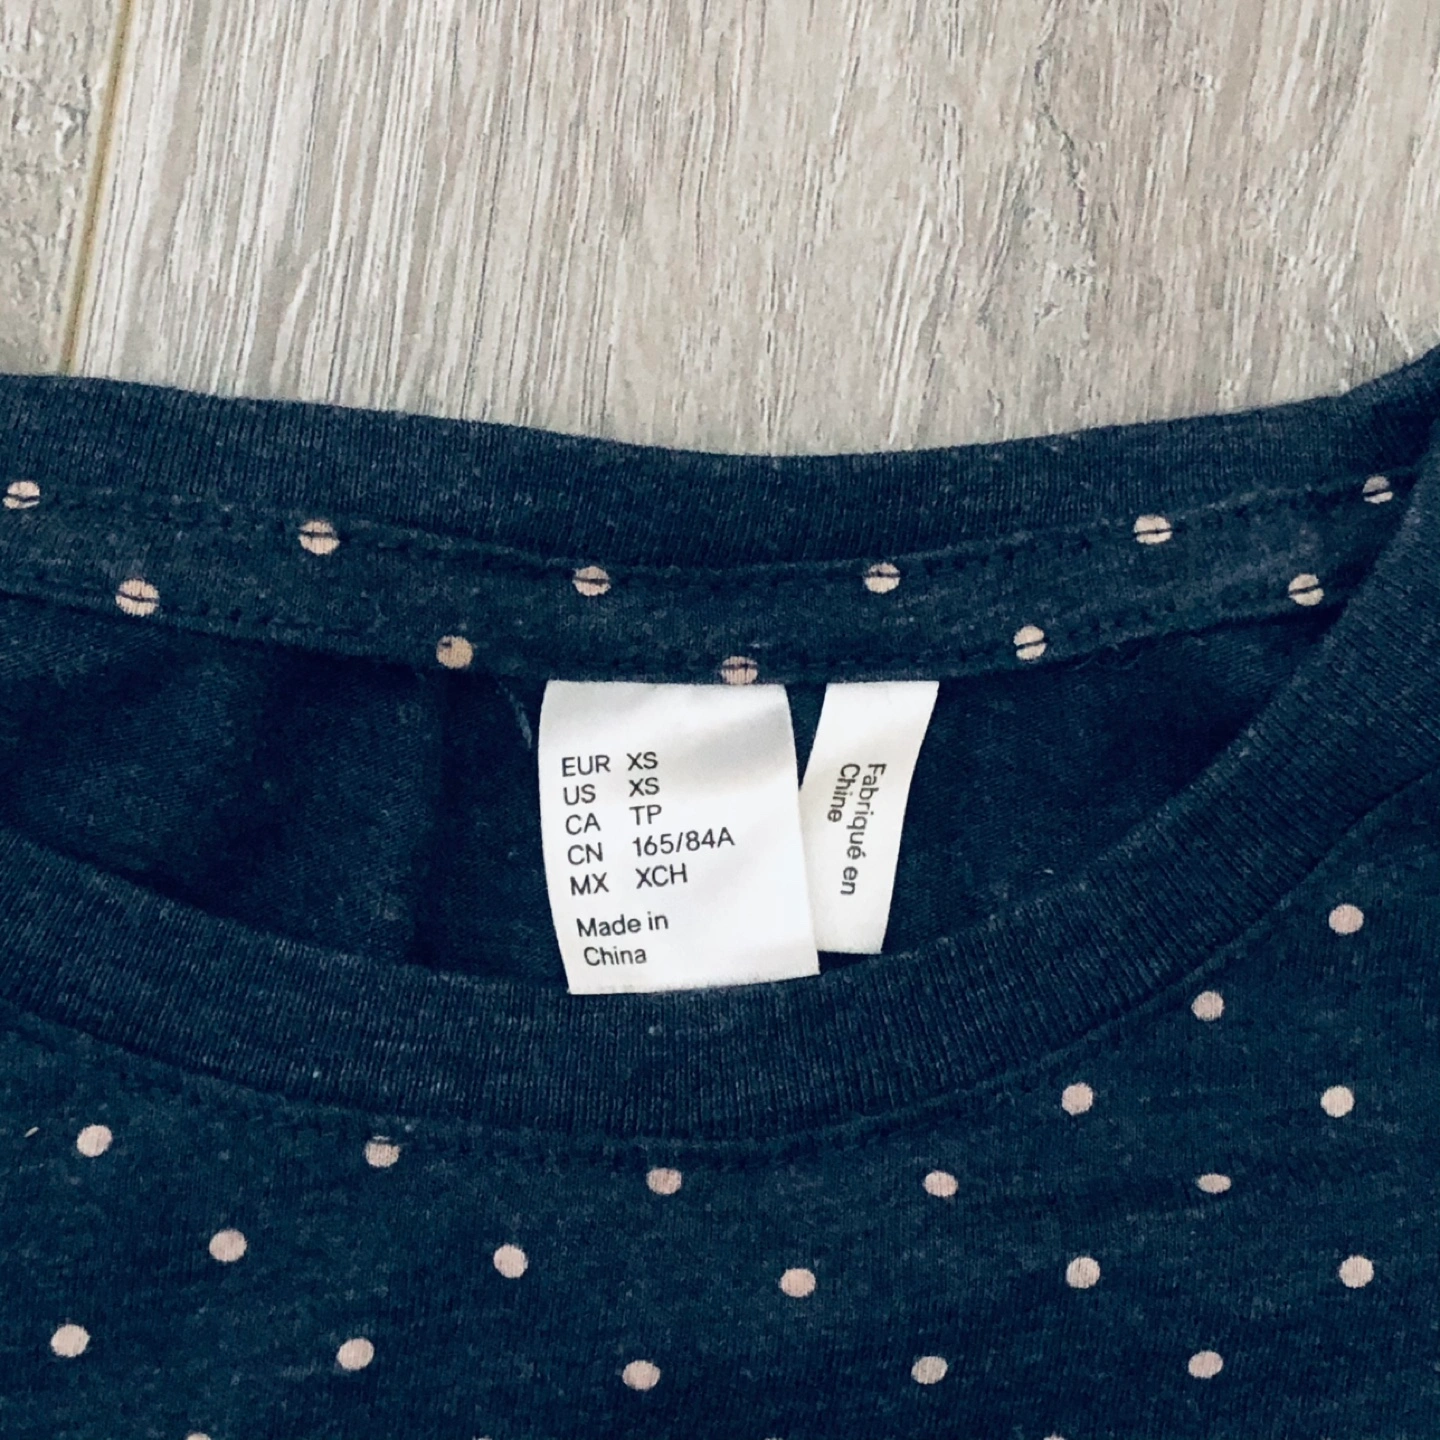 EUR XS
US XS
CA TP
CN 165/84A
MX XCH
Made in
China
Fabriqué en
Chine